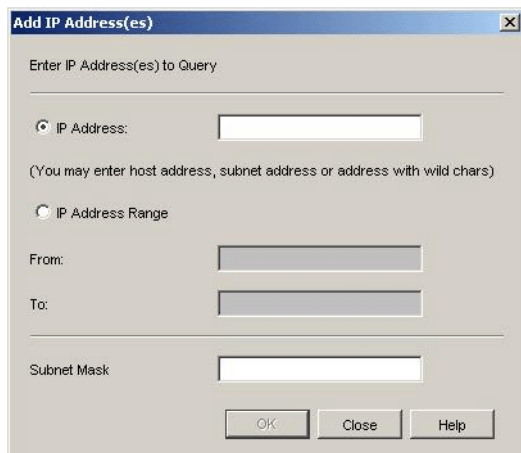 Add IP Address(es)
Enter IP Address(es) to Query
IP Address:
(You may enter host address, subnet address or address with wild chars)
IP Address Range
From:
To:
Subnet Mask
OK Close Help